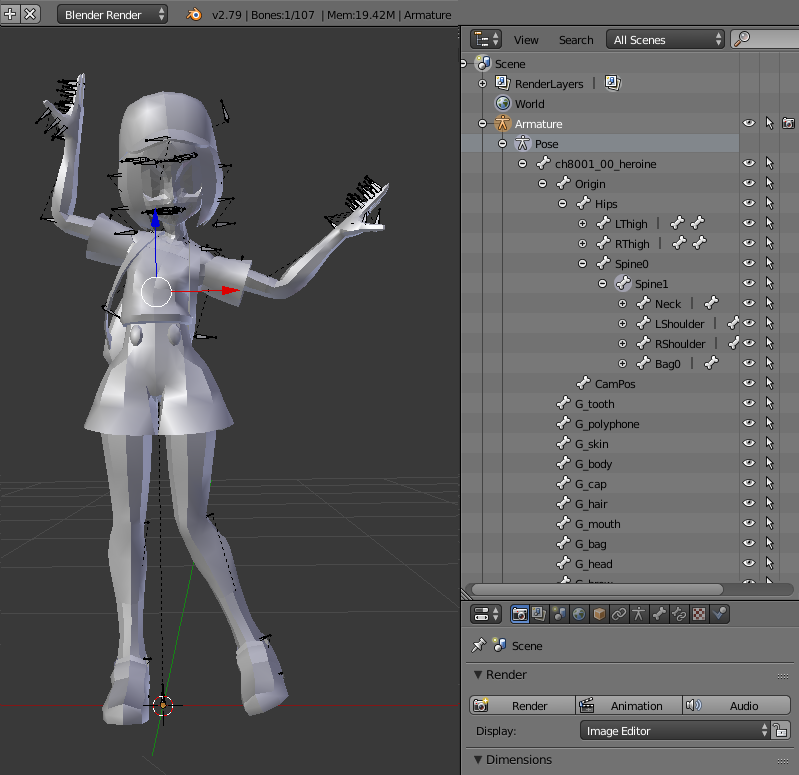 Blender Render
v2.79 | Bones:1/107 | Mem:19.42M | Armature
View Search All Scenes
Scene
RenderLayers |
World
Armature
Pose
ch8001_00_heroine
Origin
Hips
LThigh |
RThigh |
Spine0
Spine1
Neck |
LShoulder |
RShoulder |
Bag0 |
CamPos
G_tooth
G_polyphone
G_skin
G_body
G_cap
G_hair
G_mouth
G_bag
G_head
Scene
Render
Render Animation Audio
Display: Image Editor
Dimensions